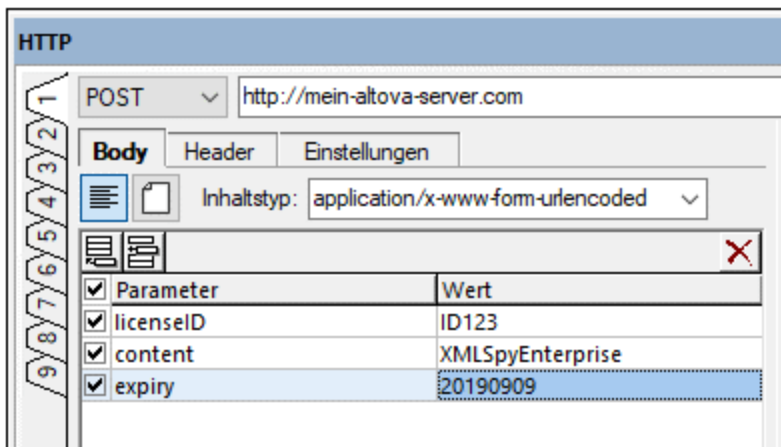 HTTP
1 POST http://mein-altova-server.com
2 Body Header Einstellungen
3
4 Inhaltstyp: application/x-www-form-urlencoded
5
6
7 Parameter Wert
8 licenseID ID123
content XMLSpyEnterprise
9 expiry 20190909